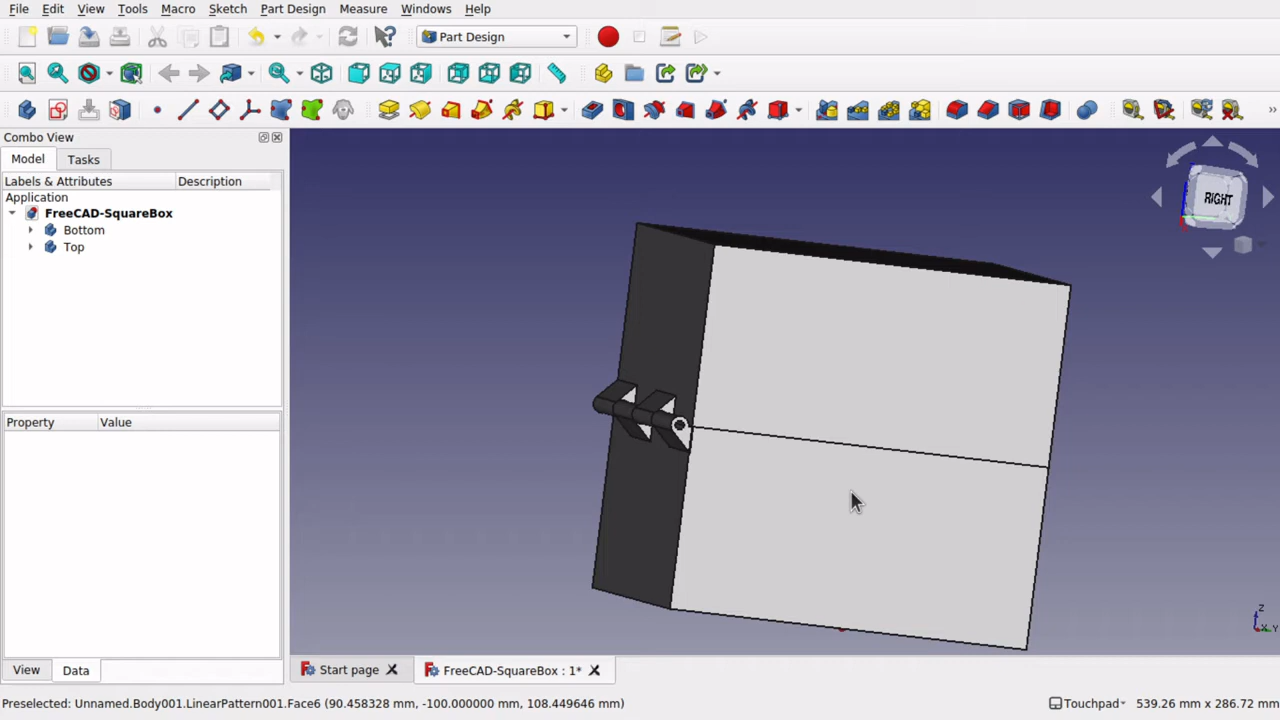 File Edit View Tools Macro Sketch Part Design Measure Windows Help
Part Design
Combo View
Model Tasks
Labels & Attributes Description
Application
FreeCAD-SquareBox
Bottom
Top
Property Value
View Data
RIGHT
Z
X Y
Start page FreeCAD-SquareBox : 1*
Preselected: Unnamed.Body001.LinearPattern001.Face6 (90.458328 mm, -100.000000 mm, 108.449646 mm) Touchpad 539.26 mm x 286.72 mm